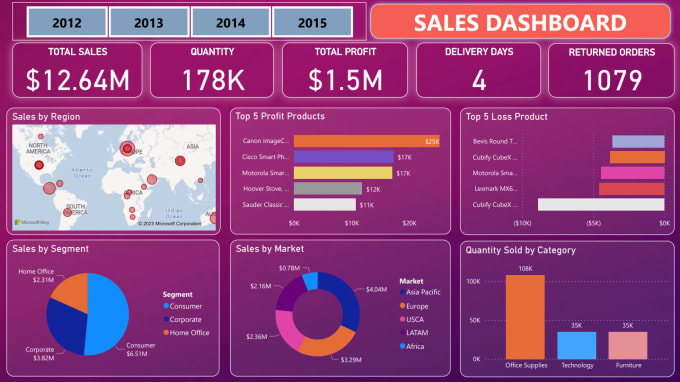 2012
2013
2014
2015
SALES DASHBOARD
TOTAL SALES
$12.64M
QUANTITY
178K
TOTAL PROFIT
$1.5M
DELIVERY DAYS
4
RETURNED ORDERS
1079
Sales by Region
NORTH
AMERICA
ASIA
Atlantic
Ocean
AFRICA
SOUTH
AMERICA
Indian
Ocean
Microsoft Bing
© 2023 Microsoft Corporation
Top 5 Profit Products
Canon imageC...
$25K
Cisco Smart Ph...
$17K
Motorola Smar...
$17K
Hoover Stove, ...
$12K
Sauder Classic ...
$11K
$0K
$10K
$20K
Top 5 Loss Product
Bevis Round T...
Cubify CubeX ...
Motorola Sma...
Lexmark MX6...
Cubify CubeX ...
($10K)
($5K)
$0K
Sales by Segment
Home Office
$2.31M
Corporate
$3.82M
Consumer
$6.51M
Segment
Consumer
Corporate
Home Office
Sales by Market
$0.78M
$2.16M
$2.36M
$4.04M
$3.29M
Market
Asia Pacific
Europe
USCA
LATAM
Africa
Quantity Sold by Category
100K
50K
0K
108K
35K
35K
Office Supplies
Technology
Furniture